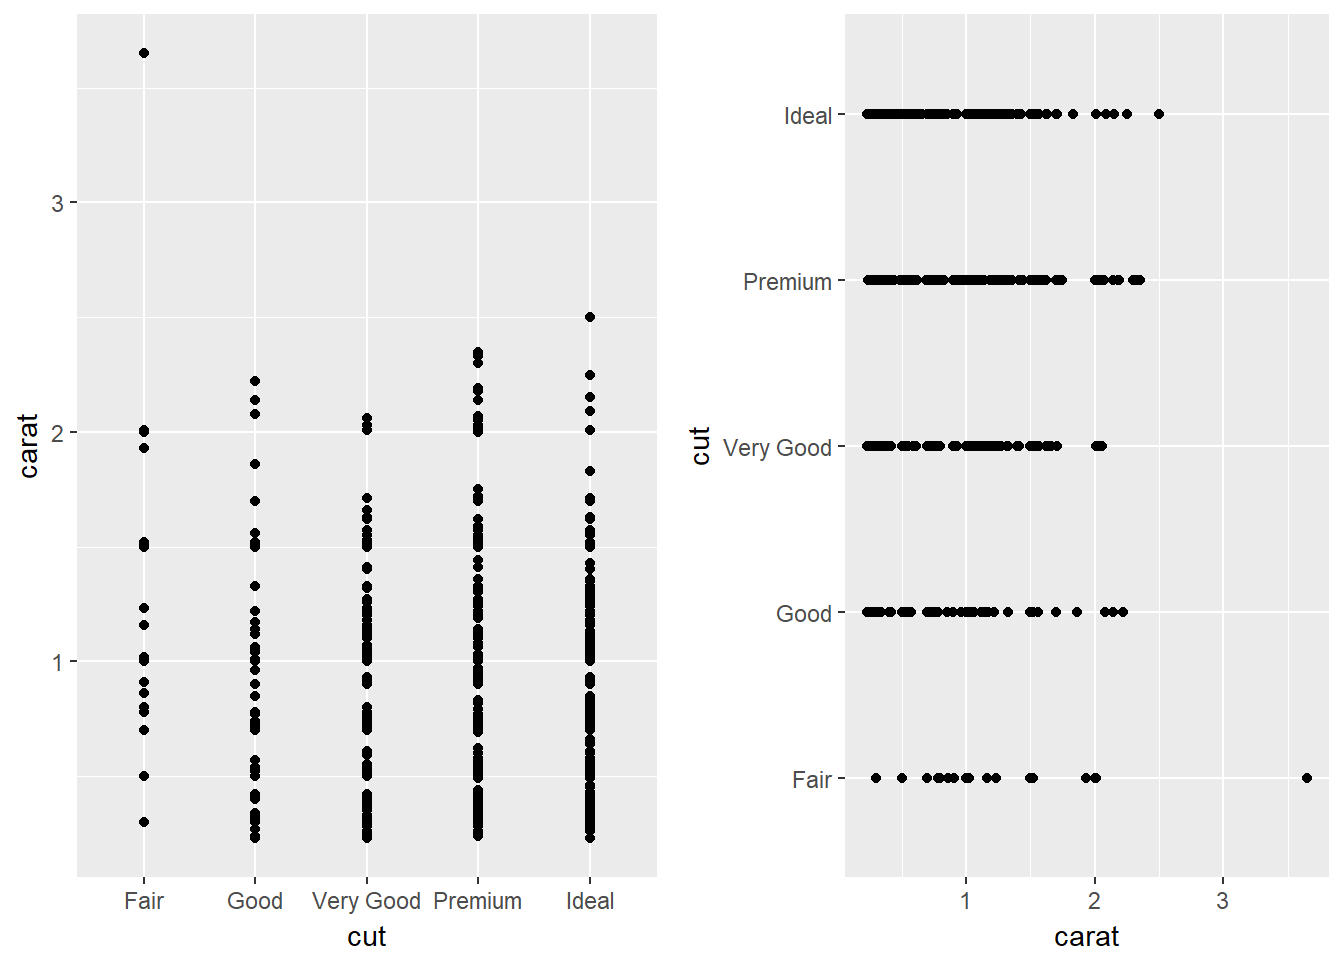 3
2
1
carat
Fair Good Very Good Premium Ideal
cut
Ideal
Premium
Very Good
Good
Fair
cut
1 2 3
carat